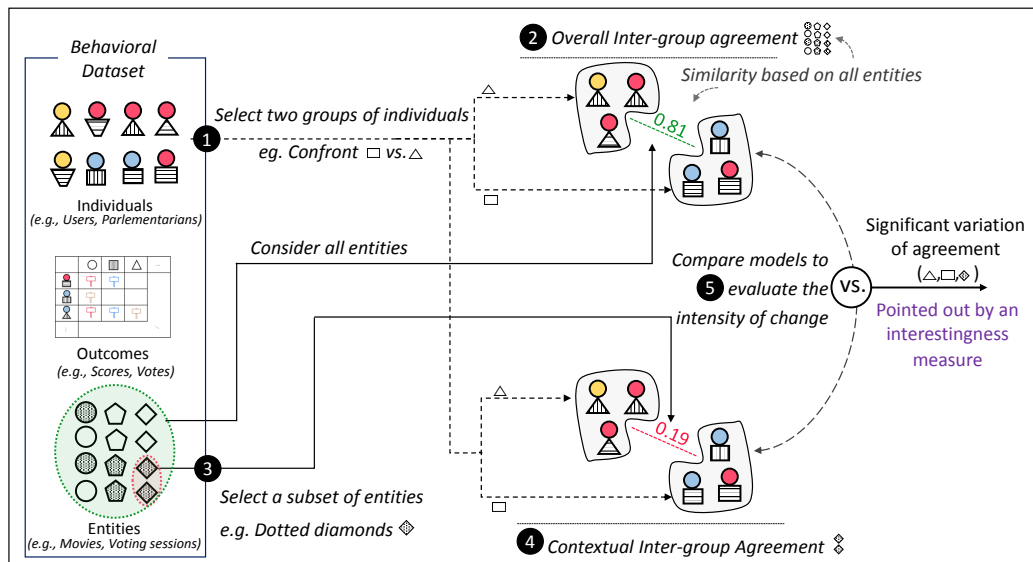 Behavioral
Dataset
Individuals
(e.g., Users, Parlementarians)
Outcomes
(e.g., Scores, Votes)
Entities
(e.g., Movies, Voting sessions)
1
Select two groups of individuals
eg. Confront □ vs. △
2 Overall Inter-group agreement
Similarity based on all entities
0.81
Consider all entities
3
Select a subset of entities
e.g. Dotted diamonds
0.19
4 Contextual Inter-group Agreement
Compare models to
5 evaluate the
intensity of change
VS.
Significant variation
of agreement
(△,□,◇)
Pointed out by an
interestingness
measure